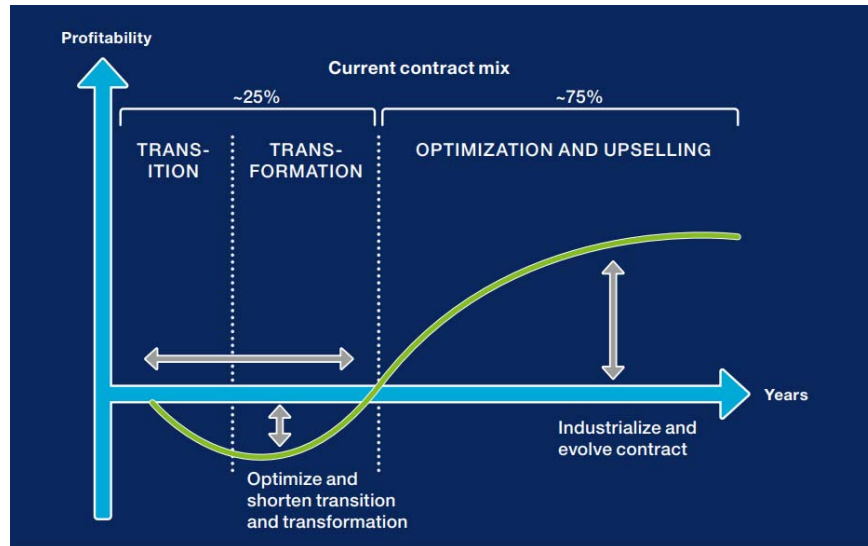 Profitability
Current contract mix
~25%
~75%
TRANS-
ITION
TRANS-
FORMATION
OPTIMIZATION AND UPSELLING
Years
Industrialize and
evolve contract
Optimize and
shorten transition
and transformation